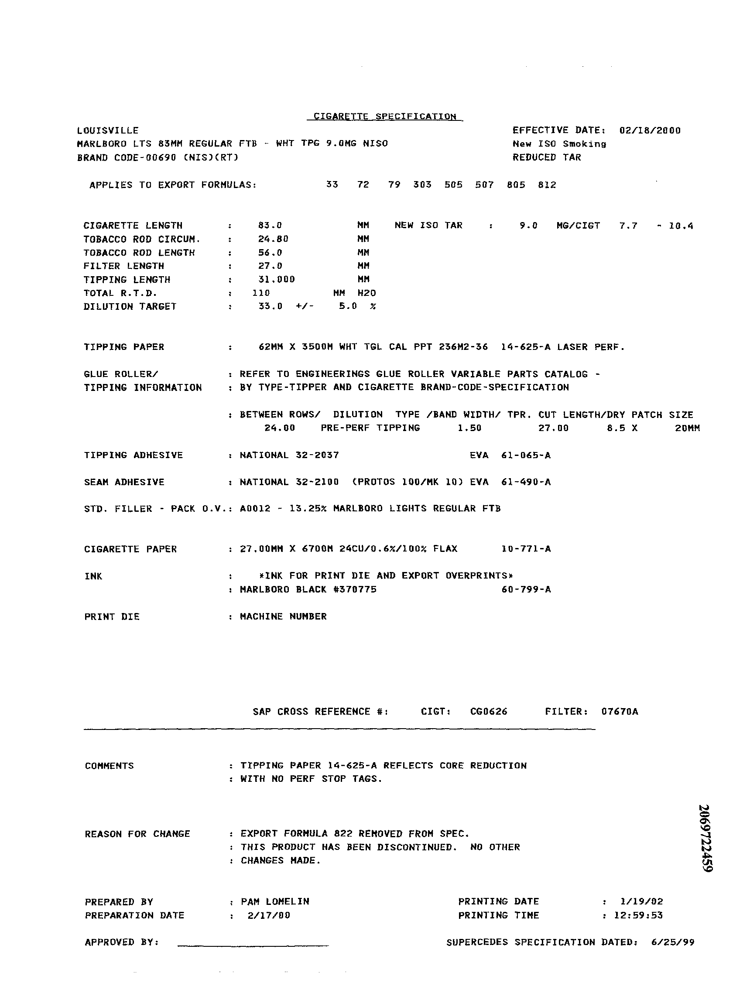 CIGARETTE SPECIFICATION
LOUISVILLE EFFECTIVE DATE: 02/18/2000
MARLBORO LTS 83MM REGULAR FTB - WHT TPG 9.0MG NISO New ISO Smoking
BRAND CODE-00690 (NIS)(RT) REDUCED TAR
APPLIES TO EXPORT FORMULAS: 33 72 79 303 505 507 805 812
CIGARETTE LENGTH : 83.0 MM NEW ISO TAR : 9.0 MG/CIGT 7.7 - 10.4
TOBACCO ROD CIRCUM. : 24.80 MM
TOBACCO ROD LENGTH : 56.0 MM
FILTER LENGTH : 27.0 MM
TIPPING LENGTH : 31.000 MM
TOTAL R.T.D. : 110 MM H2O
DILUTION TARGET : 33.0 +/- 5.0 %
TIPPING PAPER : 62MM X 3500M WHT TGL CAL PPT 236M2-36 14-625-A LASER PERF.
GLUE ROLLER/ : REFER TO ENGINEERINGS GLUE ROLLER VARIABLE PARTS CATALOG -
TIPPING INFORMATION : BY TYPE-TIPPER AND CIGARETTE BRAND-CODE-SPECIFICATION
: BETWEEN ROWS/ DILUTION TYPE /BAND WIDTH/ TPR. CUT LENGTH/DRY PATCH SIZE
24.00 PRE-PERF TIPPING 1.50 27.00 8.5 X 20MM
TIPPING ADHESIVE : NATIONAL 32-2037 EVA 61-065-A
SEAM ADHESIVE : NATIONAL 32-2100 (PROTOS 100/MK 10) EVA 61-490-A
STD. FILLER - PACK O.V.: A0012 - 13.25% MARLBORO LIGHTS REGULAR FTB
CIGARETTE PAPER : 27.00MM X 6700M 24CU/0.6%/100% FLAX 10-771-A
INK : *INK FOR PRINT DIE AND EXPORT OVERPRINTS*
: MARLBORO BLACK #370775 60-799-A
PRINT DIE : MACHINE NUMBER
SAP CROSS REFERENCE #: CIGT: CG0626 FILTER: 07670A
COMMENTS : TIPPING PAPER 14-625-A REFLECTS CORE REDUCTION
: WITH NO PERF STOP TAGS.
REASON FOR CHANGE : EXPORT FORMULA 822 REMOVED FROM SPEC.
: THIS PRODUCT HAS BEEN DISCONTINUED. NO OTHER
: CHANGES MADE.
2069722459
PREPARED BY : PAM LOMELIN PRINTING DATE : 1/19/02
PREPARATION DATE : 2/17/00 PRINTING TIME : 12:59:53
APPROVED BY: SUPERCEDES SPECIFICATION DATED: 6/25/99